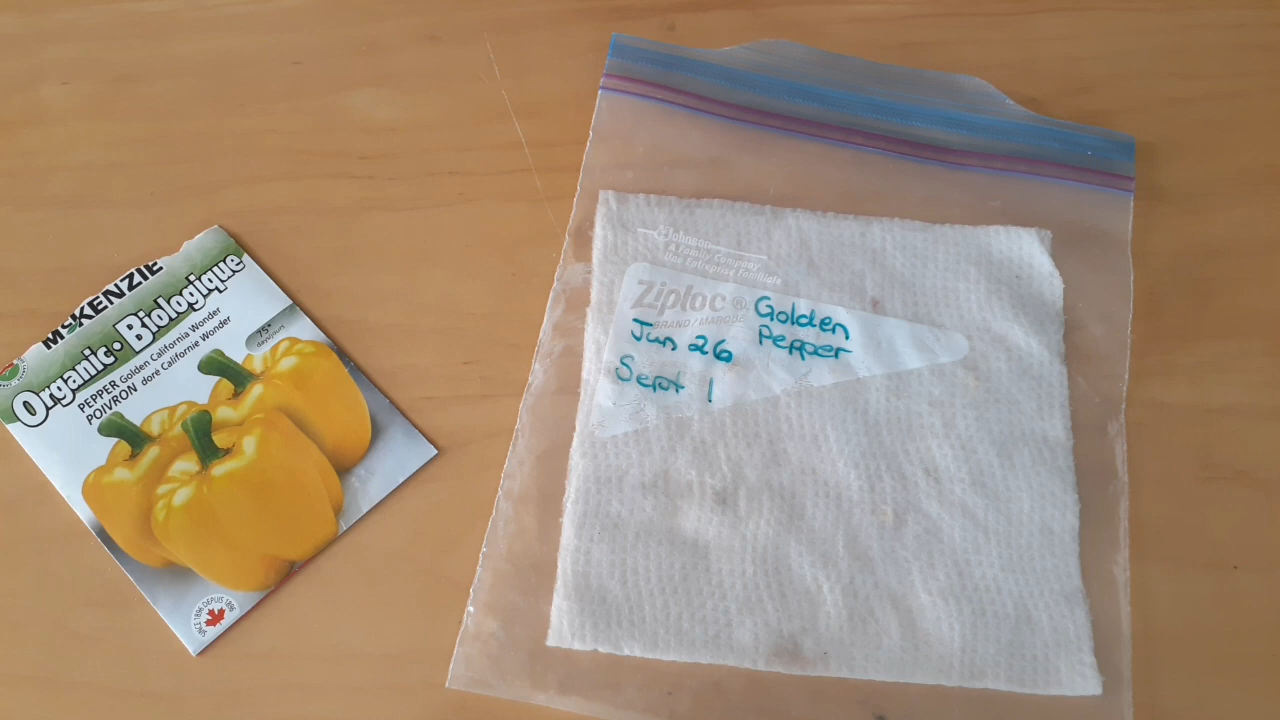 McKENZIE
Organic • Biologique
PEPPER Golden California Wonder
POIVRON doré Californie Wonder
75*
days/jours
SINCE 1896 DEPUIS 1896
Johnson
A Family Company
Une Entreprise Familiale
Ziploc®
BRAND / MARQUE
Golden
Pepper
Jun 26
Sept 1